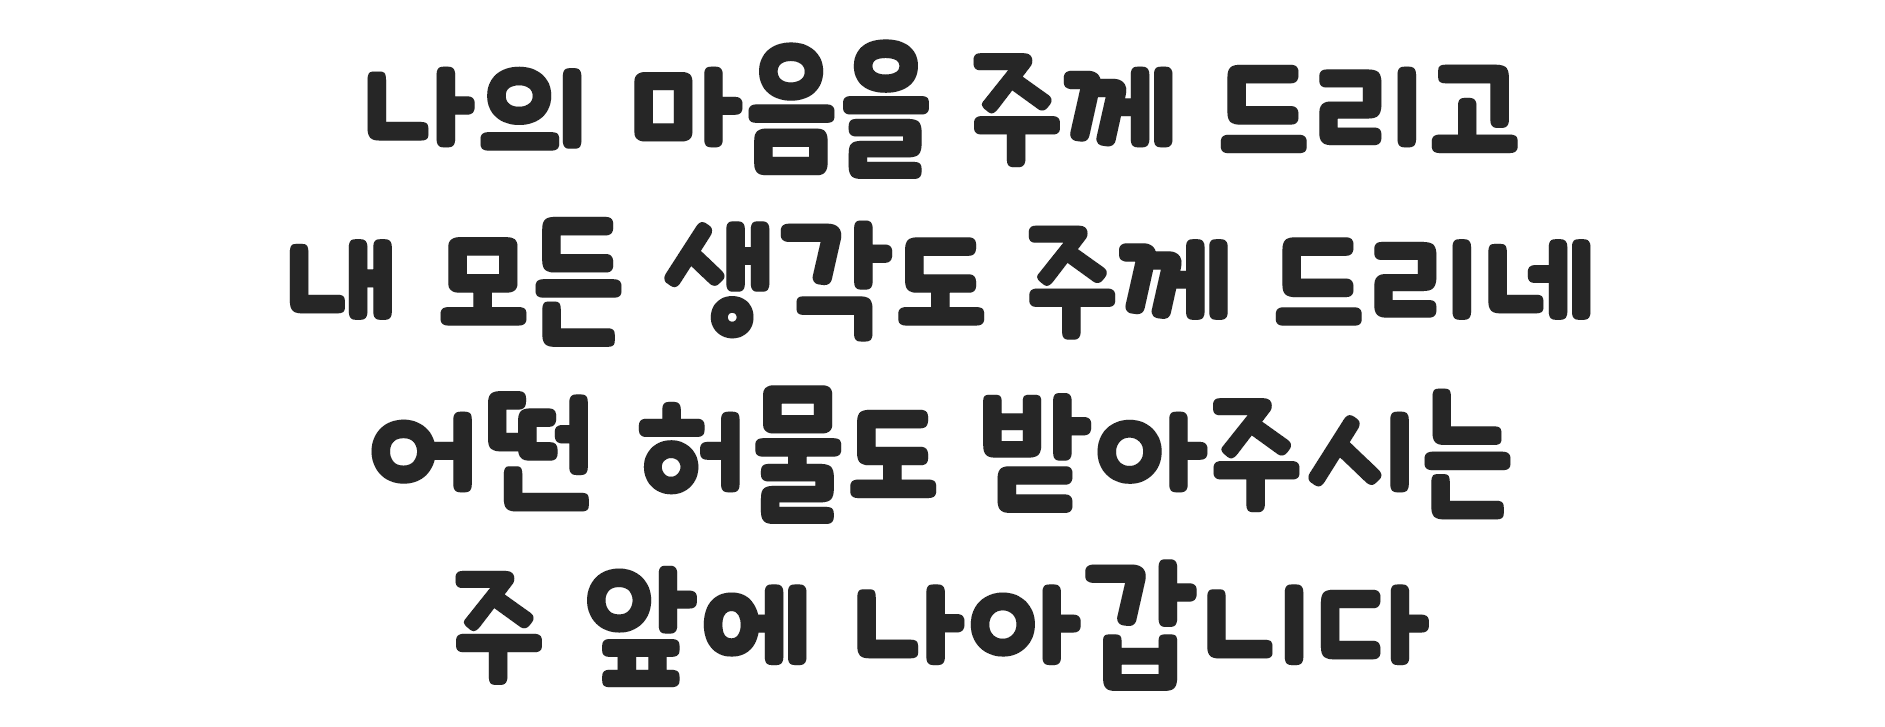 나의 마음을 주께 드리고
내 모든 생각도 주께 드리네
어떤 허물도 받아주시는
주 앞에 나아갑니다